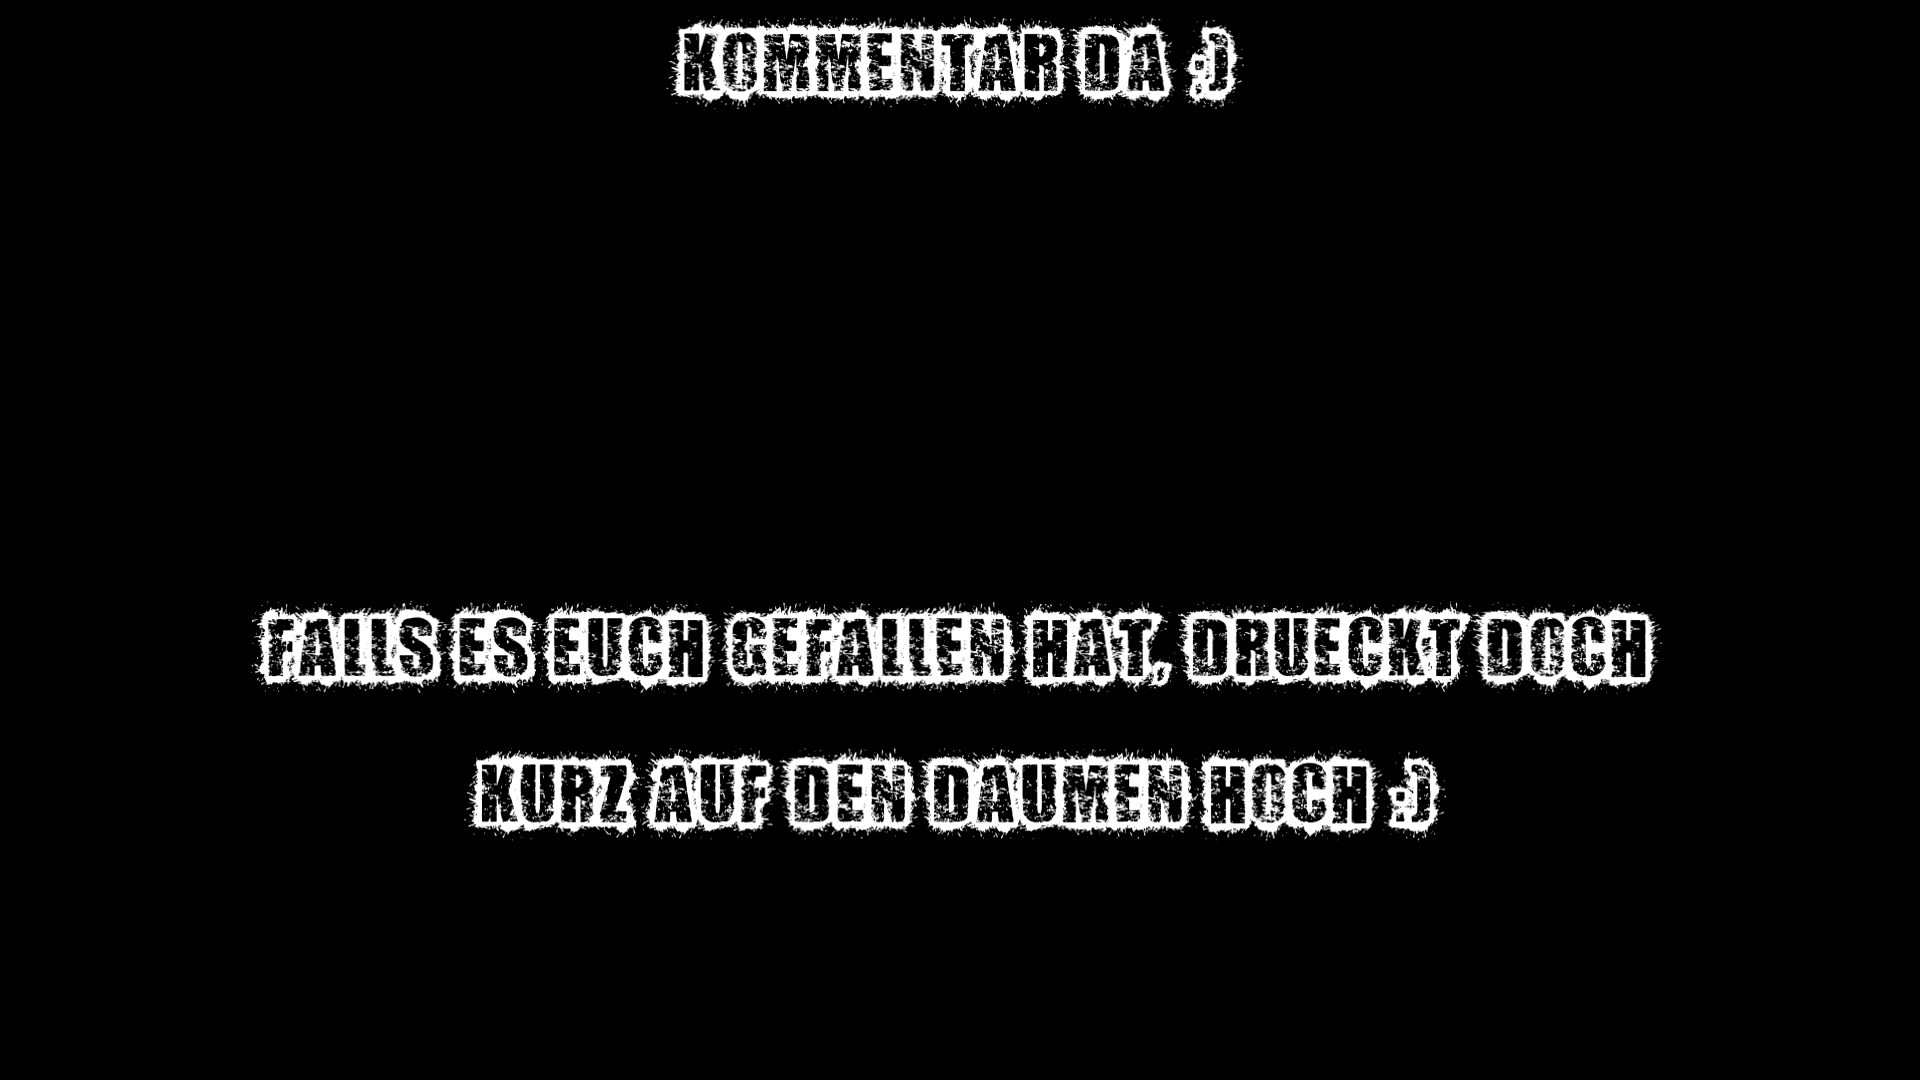 KOMMENTAR DA ;)
FALLS ES EUCH GEFALLEN HAT, DRUECKT DOCH
KURZ AUF DEN DAUMEN HOCH :)